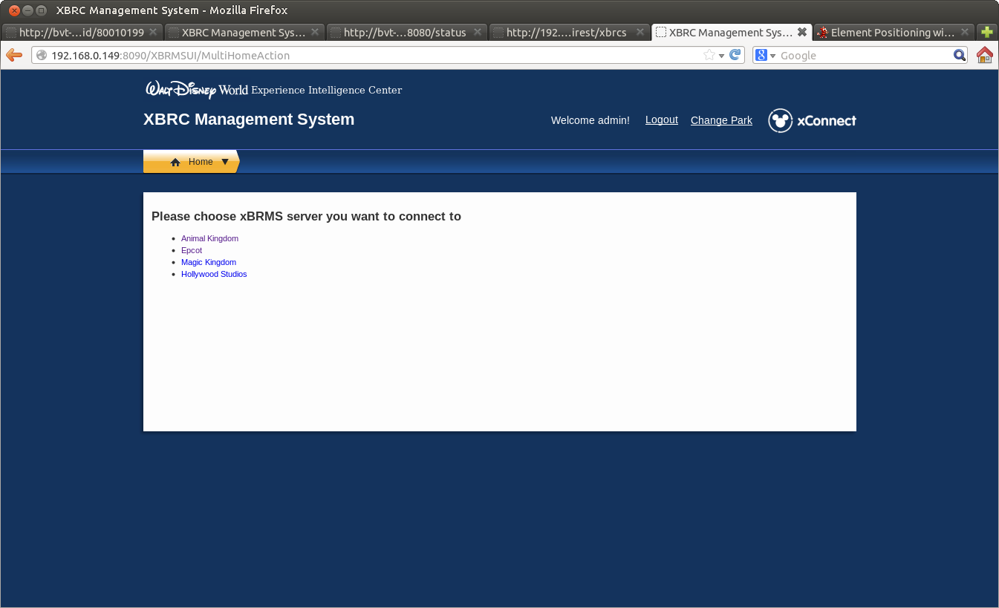 XBRC Management System - Mozilla Firefox
http://bvt-...id/80010199
XBRC Management Sys...
http://bvt-...8080/status
http://192....irest/xbrcs
XBRC Management Sys...
Element Positioning wi...
192.168.0.149:8090/XBRMSUI/MultiHomeAction
Google
WALT DISNEY World Experience Intelligence Center
XBRC Management System
Welcome admin!
Logout
Change Park
xConnect
Home
Please choose xBRMS server you want to connect to
Animal Kingdom
Epcot
Magic Kingdom
Hollywood Studios